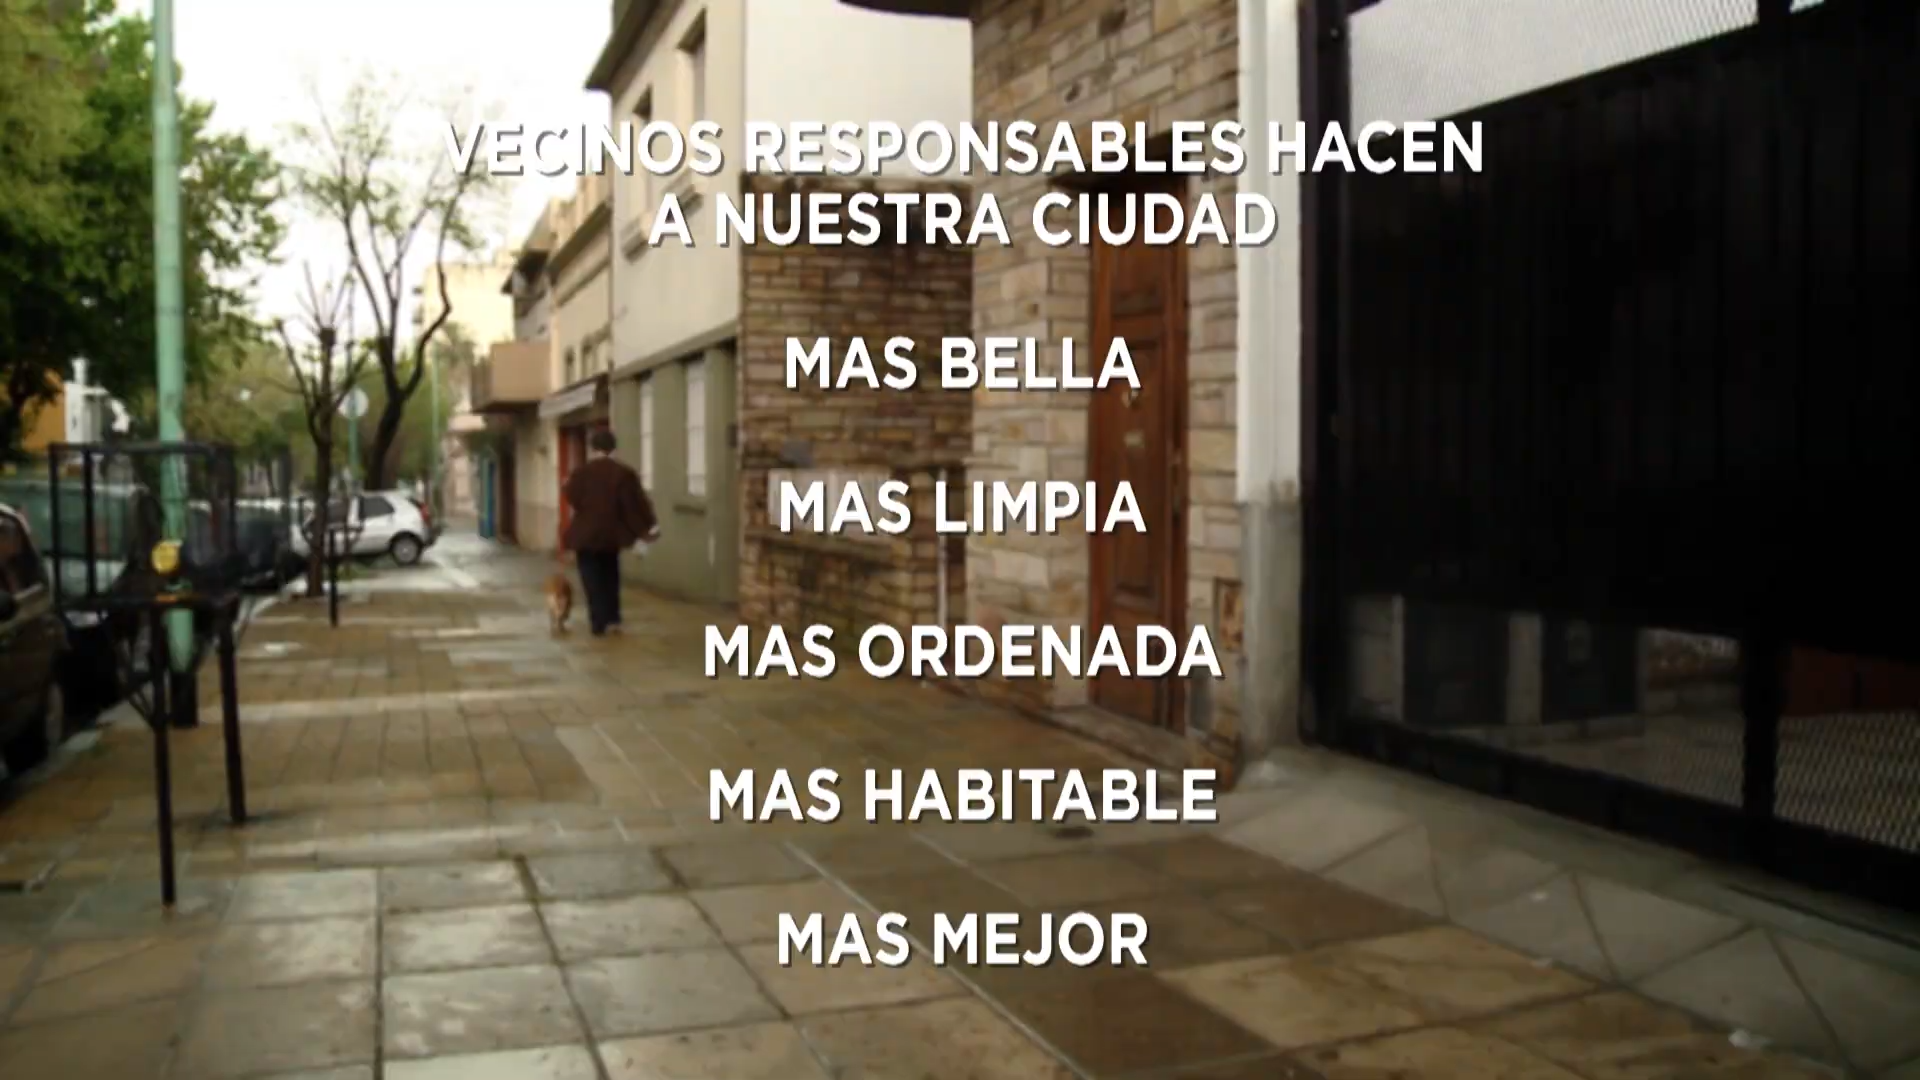 VECINOS RESPONSABLES HACEN
A NUESTRA CIUDAD
MAS BELLA
MAS LIMPIA
MAS ORDENADA
MAS HABITABLE
MAS MEJOR